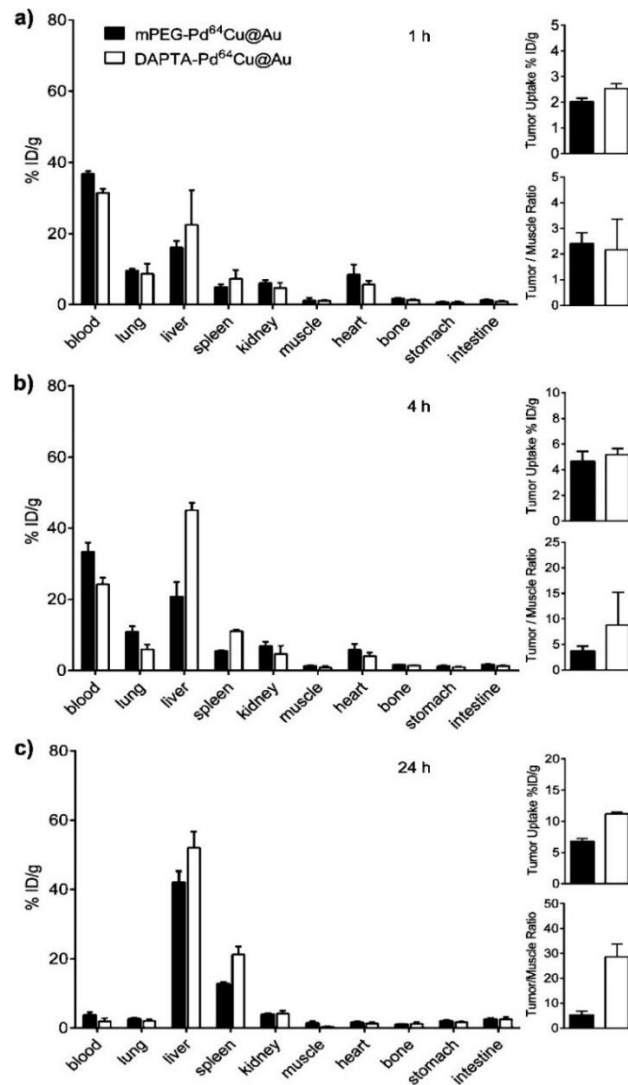 a)
mPEG-Pd⁶⁴Cu@Au
DAPTA-Pd⁶⁴Cu@Au
1 h
% ID/g
80
60
40
20
0
blood
lung
liver
spleen
kidney
muscle
heart
bone
stomach
intestine
Tumor Uptake % ID/g
5
4
3
2
1
0
Tumor / Muscle Ratio
5
4
3
2
1
0
b)
4 h
% ID/g
80
60
40
20
0
blood
lung
liver
spleen
kidney
muscle
heart
bone
stomach
intestine
Tumor Uptake % ID/g
10
8
6
4
2
0
Tumor / Muscle Ratio
25
20
15
10
5
0
c)
24 h
% ID/g
80
60
40
20
0
blood
lung
liver
spleen
kidney
muscle
heart
bone
stomach
intestine
Tumor Uptake %ID/g
20
15
10
5
0
Tumor/Muscle Ratio
50
40
30
20
10
0